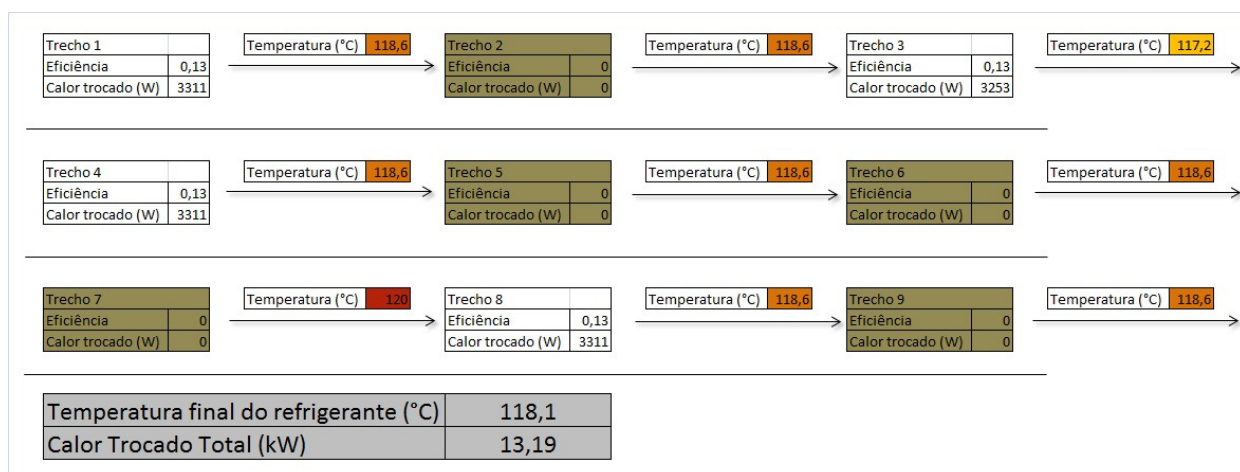 Trecho 1 Temperatura (°C) 118,6 Trecho 2 Temperatura (°C) 118,6 Trecho 3 Temperatura (°C) 117,2
Eficiência 0,13 Eficiência 0 Eficiência 0,13
Calor trocado (W) 3311 Calor trocado (W) 0 Calor trocado (W) 3253
Trecho 4 Temperatura (°C) 118,6 Trecho 5 Temperatura (°C) 118,6 Trecho 6 Temperatura (°C) 118,6
Eficiência 0,13 Eficiência 0 Eficiência 0
Calor trocado (W) 3311 Calor trocado (W) 0 Calor trocado (W) 0
Trecho 7 Temperatura (°C) 120 Trecho 8 Temperatura (°C) 118,6 Trecho 9 Temperatura (°C) 118,6
Eficiência 0 Eficiência 0,13 Eficiência 0
Calor trocado (W) 0 Calor trocado (W) 3311 Calor trocado (W) 0
Temperatura final do refrigerante (°C) 118,1
Calor Trocado Total (kW) 13,19